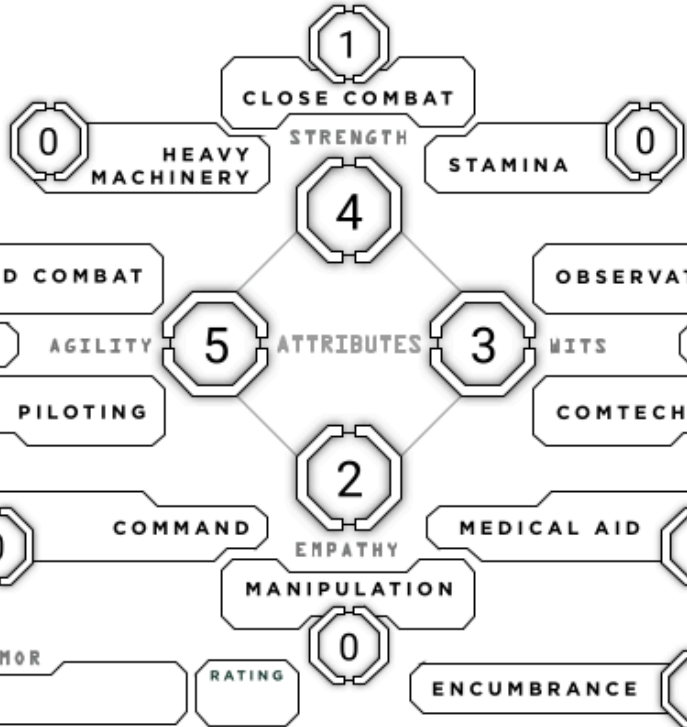 1
CLOSE COMBAT
0
HEAVY
MACHINERY
STRENGTH
STAMINA
0
4
D COMBAT
OBSERVAT
AGILITY
5
ATTRIBUTES
3
WITS
PILOTING
COMTECH
2
COMMAND
EMPATHY
MEDICAL AID
MANIPULATION
0
MOR
RATING
ENCUMBRANCE